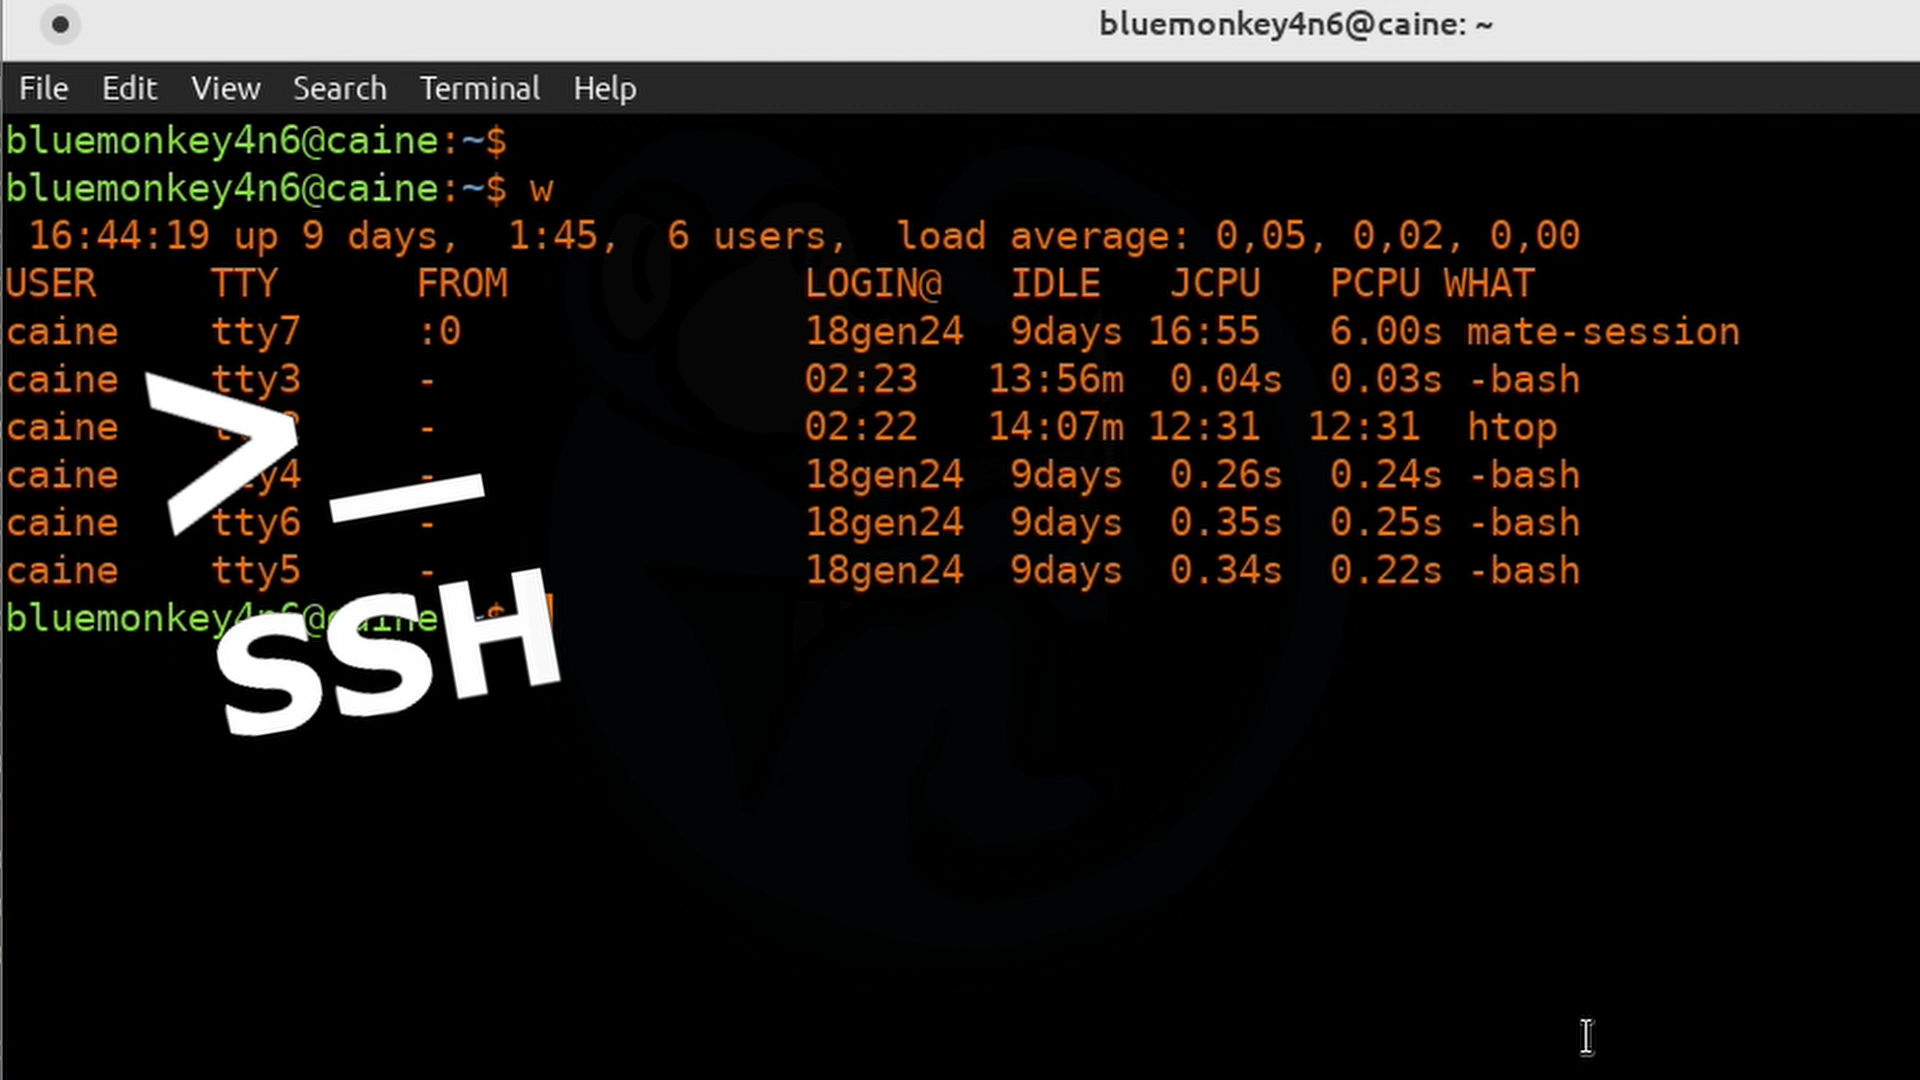 bluemonkey4n6@caine: ~
File Edit View Search Terminal Help
bluemonkey4n6@caine:~$
bluemonkey4n6@caine:~$ w
16:44:19 up 9 days, 1:45, 6 users, load average: 0,05, 0,02, 0,00
USER TTY FROM LOGIN@ IDLE JCPU PCPU WHAT
caine tty7 :0 18gen24 9days 16:55 6.00s mate-session
caine tty3 - 02:23 13:56m 0.04s 0.03s -bash
caine - 02:22 14:07m 12:31 12:31 htop
caine tty4 - 18gen24 9days 0.26s 0.24s -bash
caine tty6 - 18gen24 9days 0.35s 0.25s -bash
caine tty5 - 18gen24 9days 0.34s 0.22s -bash
bluemonkey4n6@caine:~$
>_
SSH